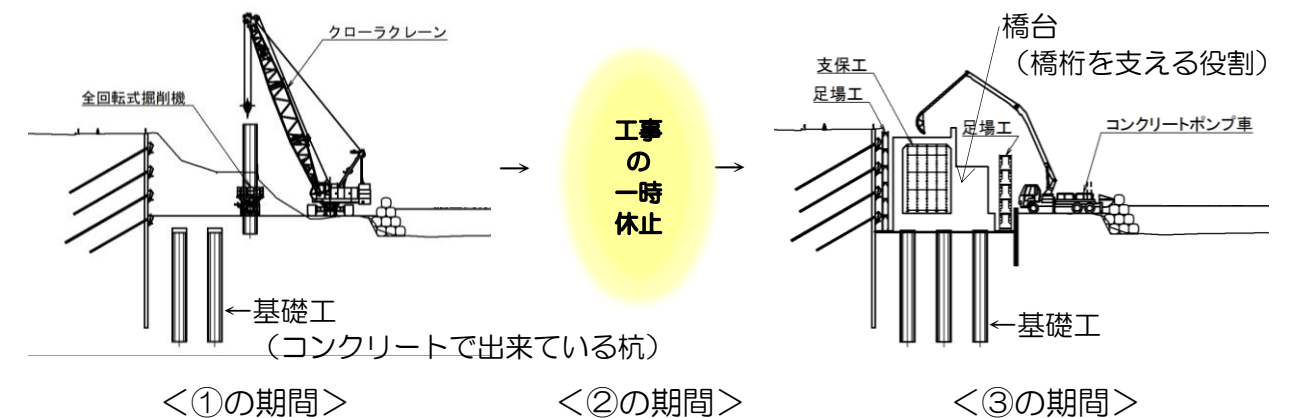 クローラクレーン
全回転式掘削機
←基礎工
（コンクリートで出来ている杭）
＜①の期間＞
→
工事
の
一時
休止
→
＜②の期間＞
橋台
（橋桁を支える役割）
支保工
足場工
足場工
コンクリートポンプ車
←基礎工
＜③の期間＞